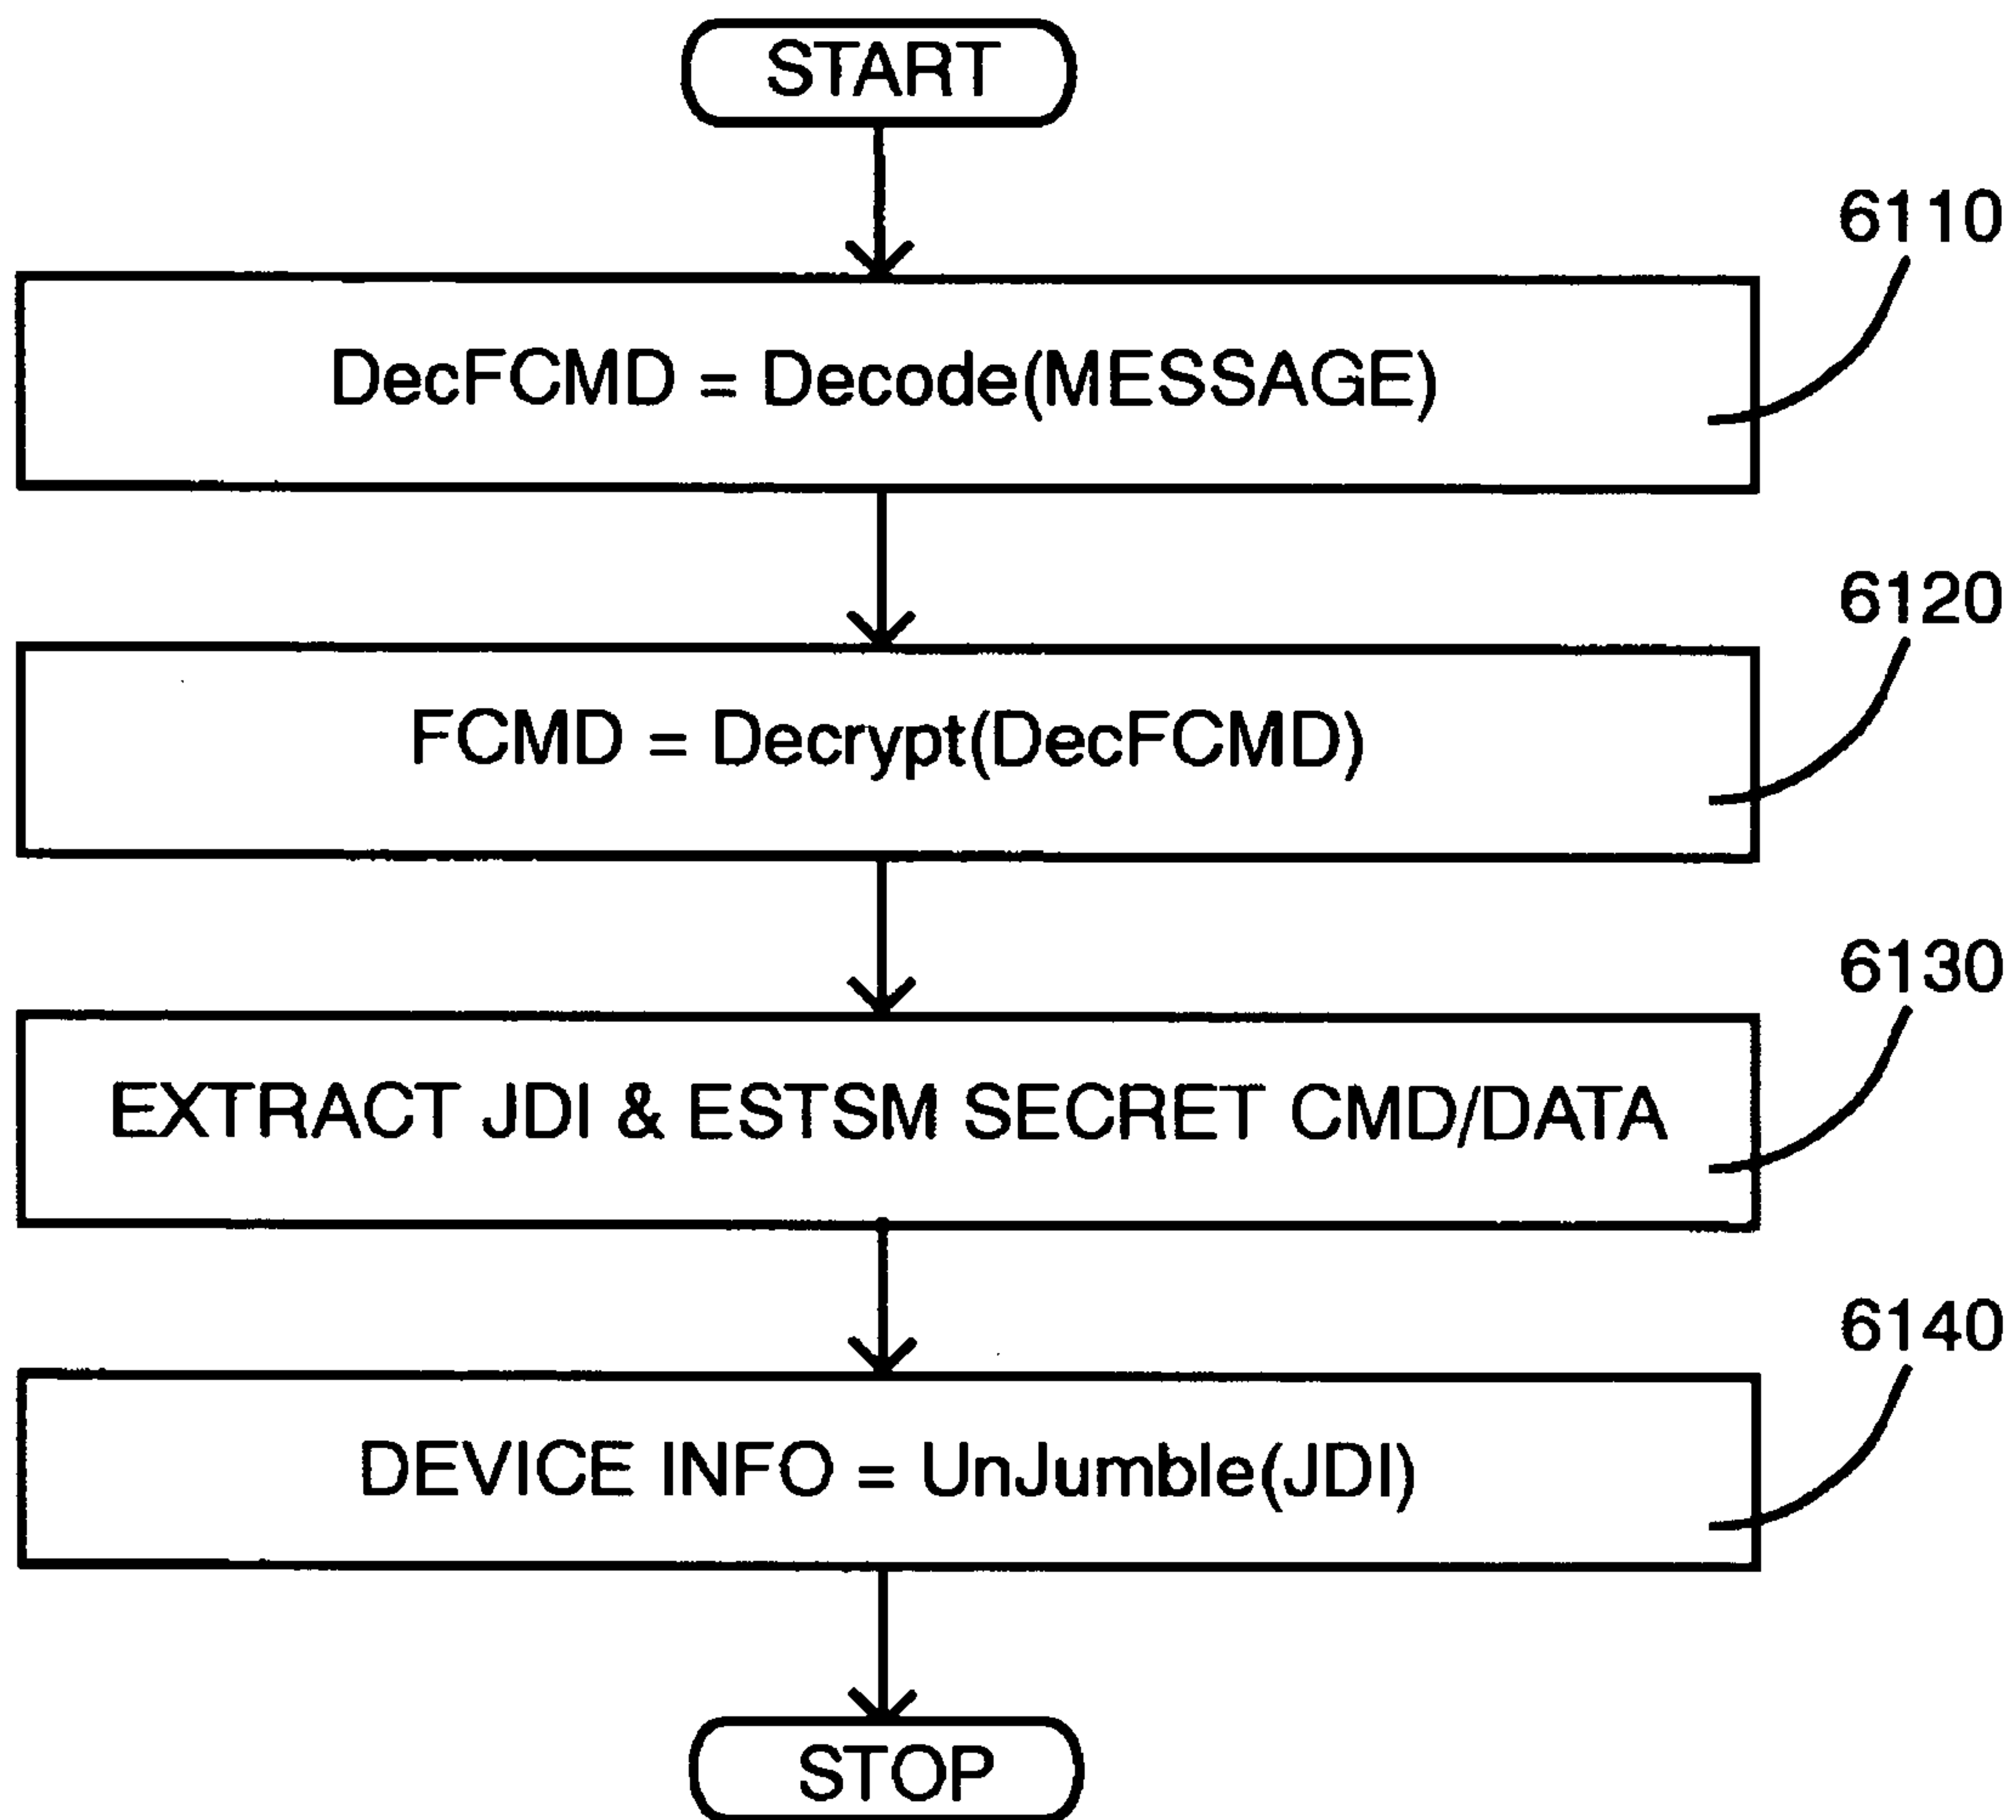 START
6110
DecFCMD = Decode(MESSAGE)
6120
FCMD = Decrypt(DecFCMD)
6130
EXTRACT JDI & ESTSM SECRET CMD/DATA
6140
DEVICE INFO = UnJumble(JDI)
STOP